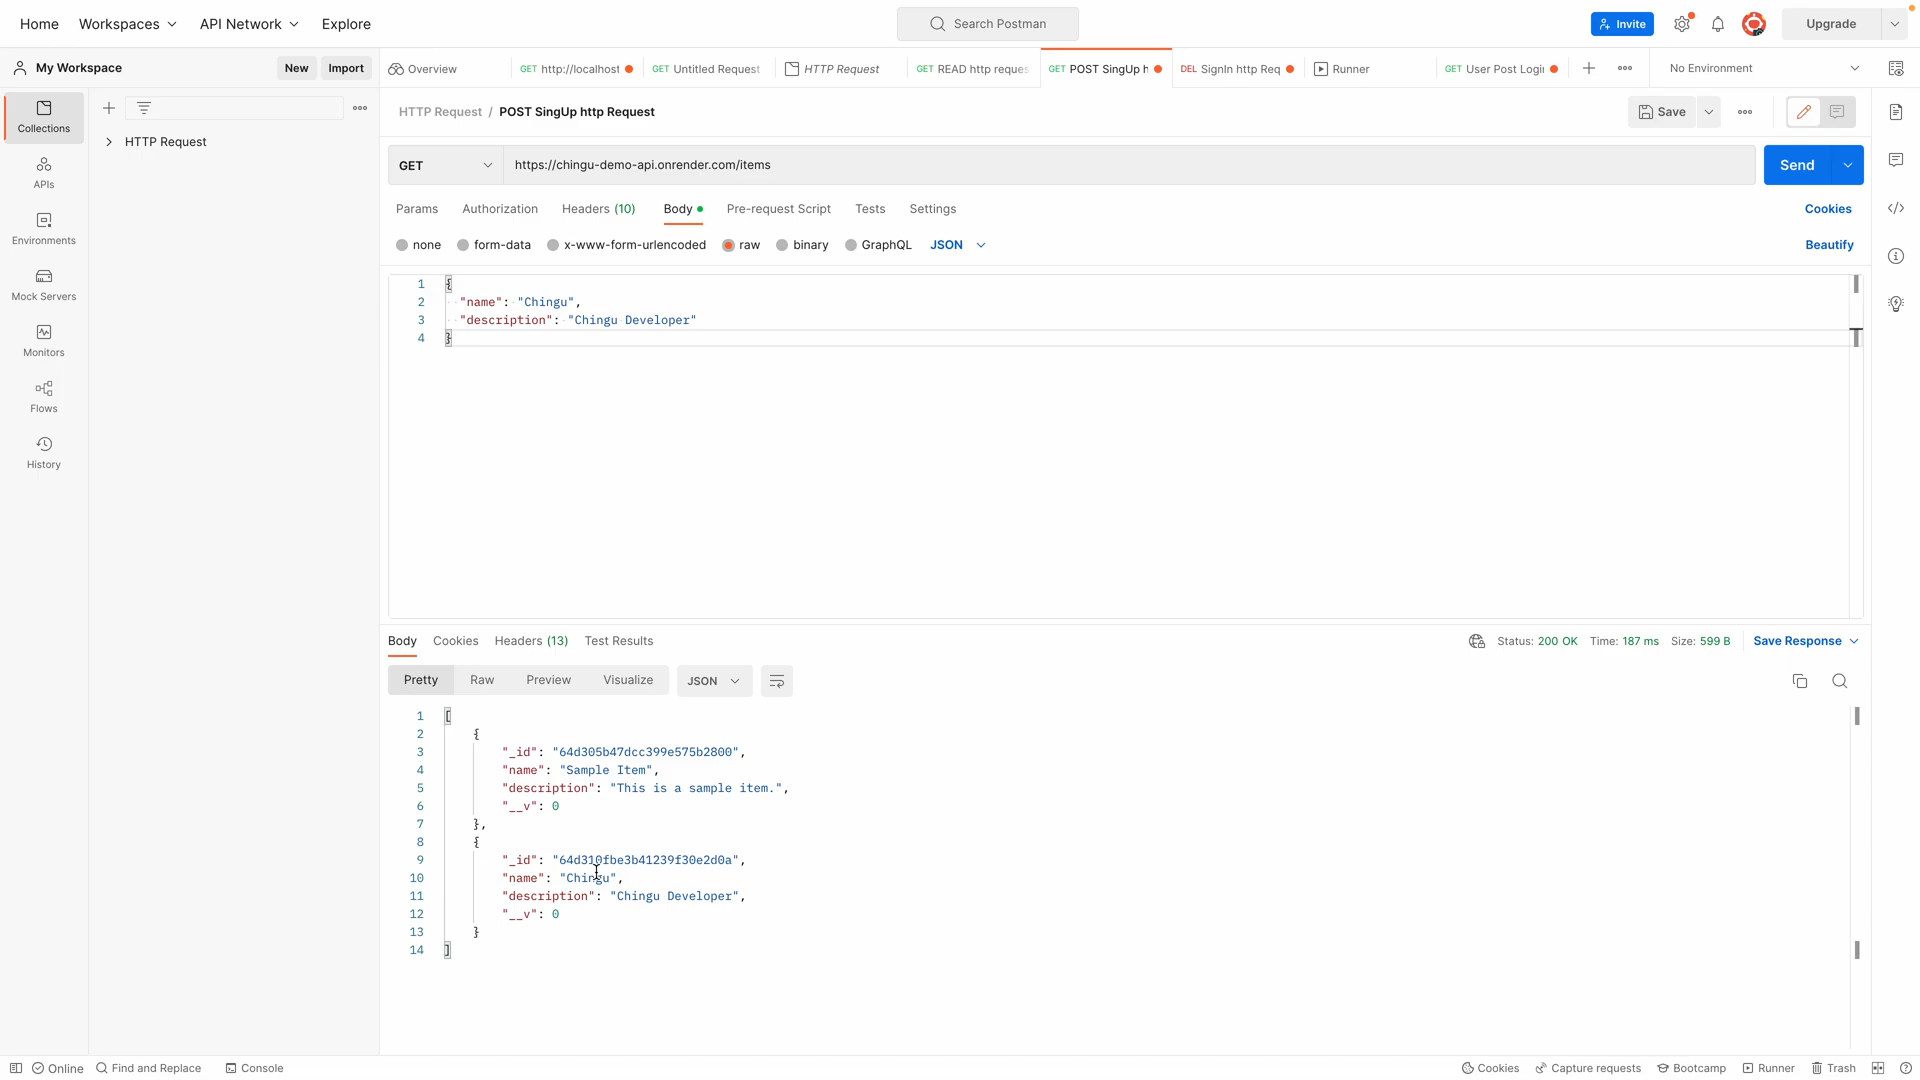 Home Workspaces API Network Explore Search Postman Invite Upgrade
My Workspace New Import Overview GET http://localhost GET Untitled Request HTTP Request GET READ http reques GET POST SingUp h DEL SignIn http Req Runner GET User Post Logi No Environment
HTTP Request / POST SingUp http Request Save
Collections
HTTP Request
GET https://chingu-demo-api.onrender.com/items Send
APIs
Params Authorization Headers (10) Body Pre-request Script Tests Settings Cookies
Environments
none form-data x-www-form-urlencoded raw binary GraphQL JSON Beautify
Mock Servers
Monitors
Flows
History
1 {
2 "name": "Chingu",
3 "description": "Chingu Developer"
4 }
Body Cookies Headers (13) Test Results Status: 200 OK Time: 187 ms Size: 599 B Save Response
Pretty Raw Preview Visualize JSON
1 [
2 {
3 "_id": "64d305b47dcc399e575b2800",
4 "name": "Sample Item",
5 "description": "This is a sample item.",
6 "__v": 0
7 },
8 {
9 "_id": "64d310fbe3b41239f30e2d0a",
10 "name": "Chingu",
11 "description": "Chingu Developer",
12 "__v": 0
13 }
14 ]
Online Find and Replace Console Cookies Capture requests Bootcamp Runner Trash